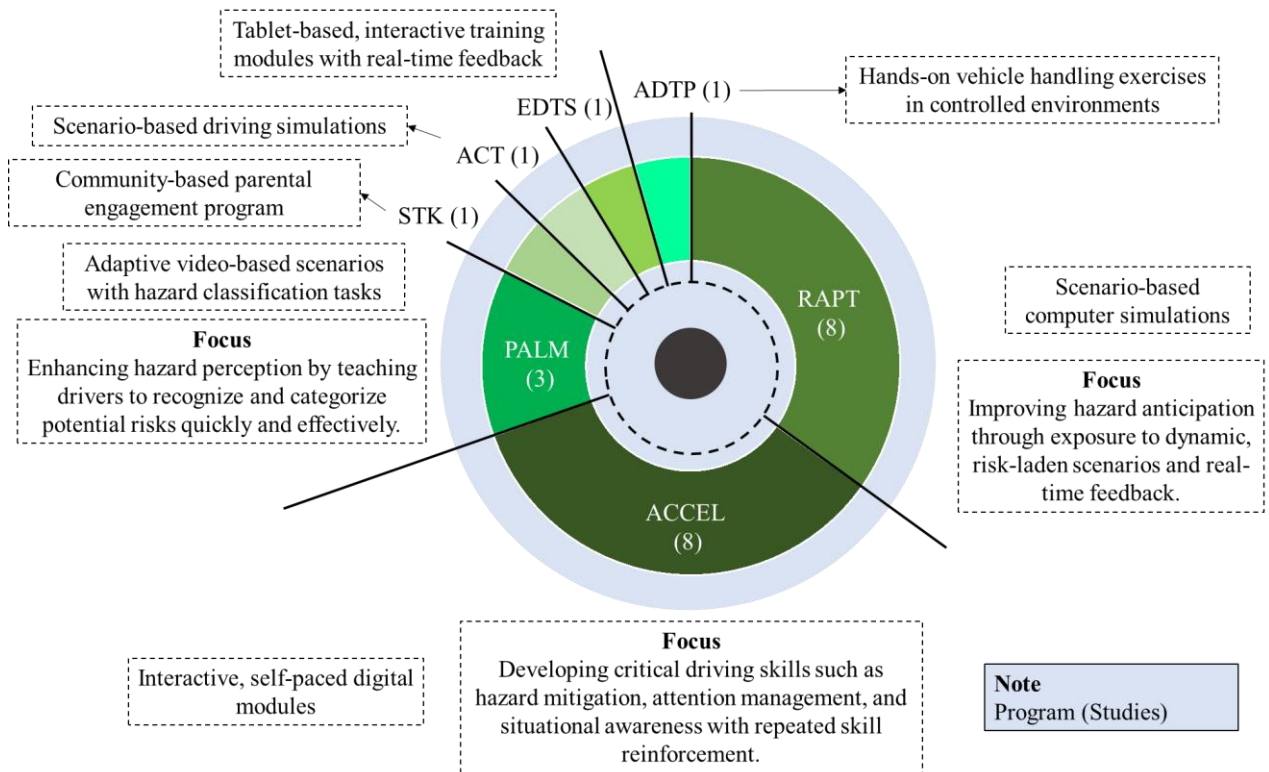 Tablet-based, interactive training
modules with real-time feedback
ADTP (1)
Hands-on vehicle handling exercises
in controlled environments
EDTS (1)
Scenario-based driving simulations
ACT (1)
Community-based parental
engagement program
STK (1)
Adaptive video-based scenarios
with hazard classification tasks
Focus
Enhancing hazard perception by teaching
drivers to recognize and categorize
potential risks quickly and effectively.
PALM
(3)
RAPT
(8)
Scenario-based
computer simulations
Focus
Improving hazard anticipation
through exposure to dynamic,
risk-laden scenarios and real-
time feedback.
ACCEL
(8)
Interactive, self-paced digital
modules
Focus
Developing critical driving skills such as
hazard mitigation, attention management, and
situational awareness with repeated skill
reinforcement.
Note
Program (Studies)